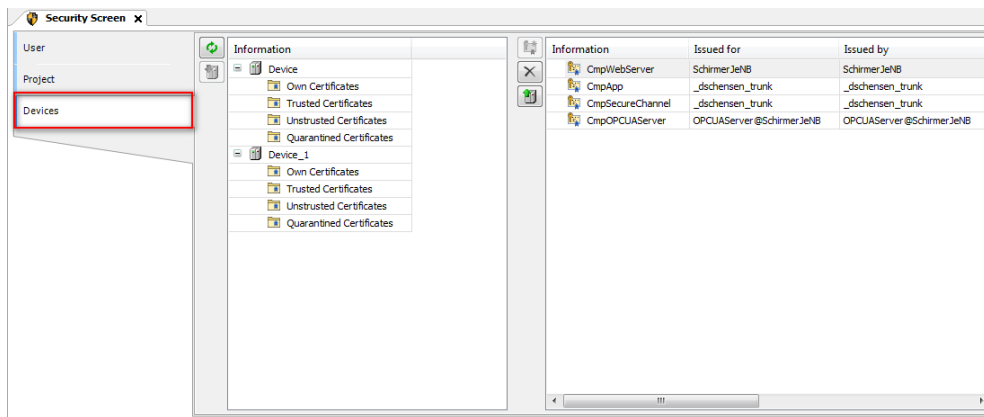 Security Screen X
User
Project
Devices
Information
Device
Own Certificates
Trusted Certificates
Unstrusted Certificates
Quarantined Certificates
Device_1
Own Certificates
Trusted Certificates
Unstrusted Certificates
Quarantined Certificates
Information Issued for Issued by
CmpWebServer SchirmerJeNB SchirmerJeNB
CmpApp _dschensen_trunk _dschensen_trunk
CmpSecureChannel _dschensen_trunk _dschensen_trunk
CmpOPCUAServer OPCUAServer@SchirmerJeNB OPCUAServer@SchirmerJeNB